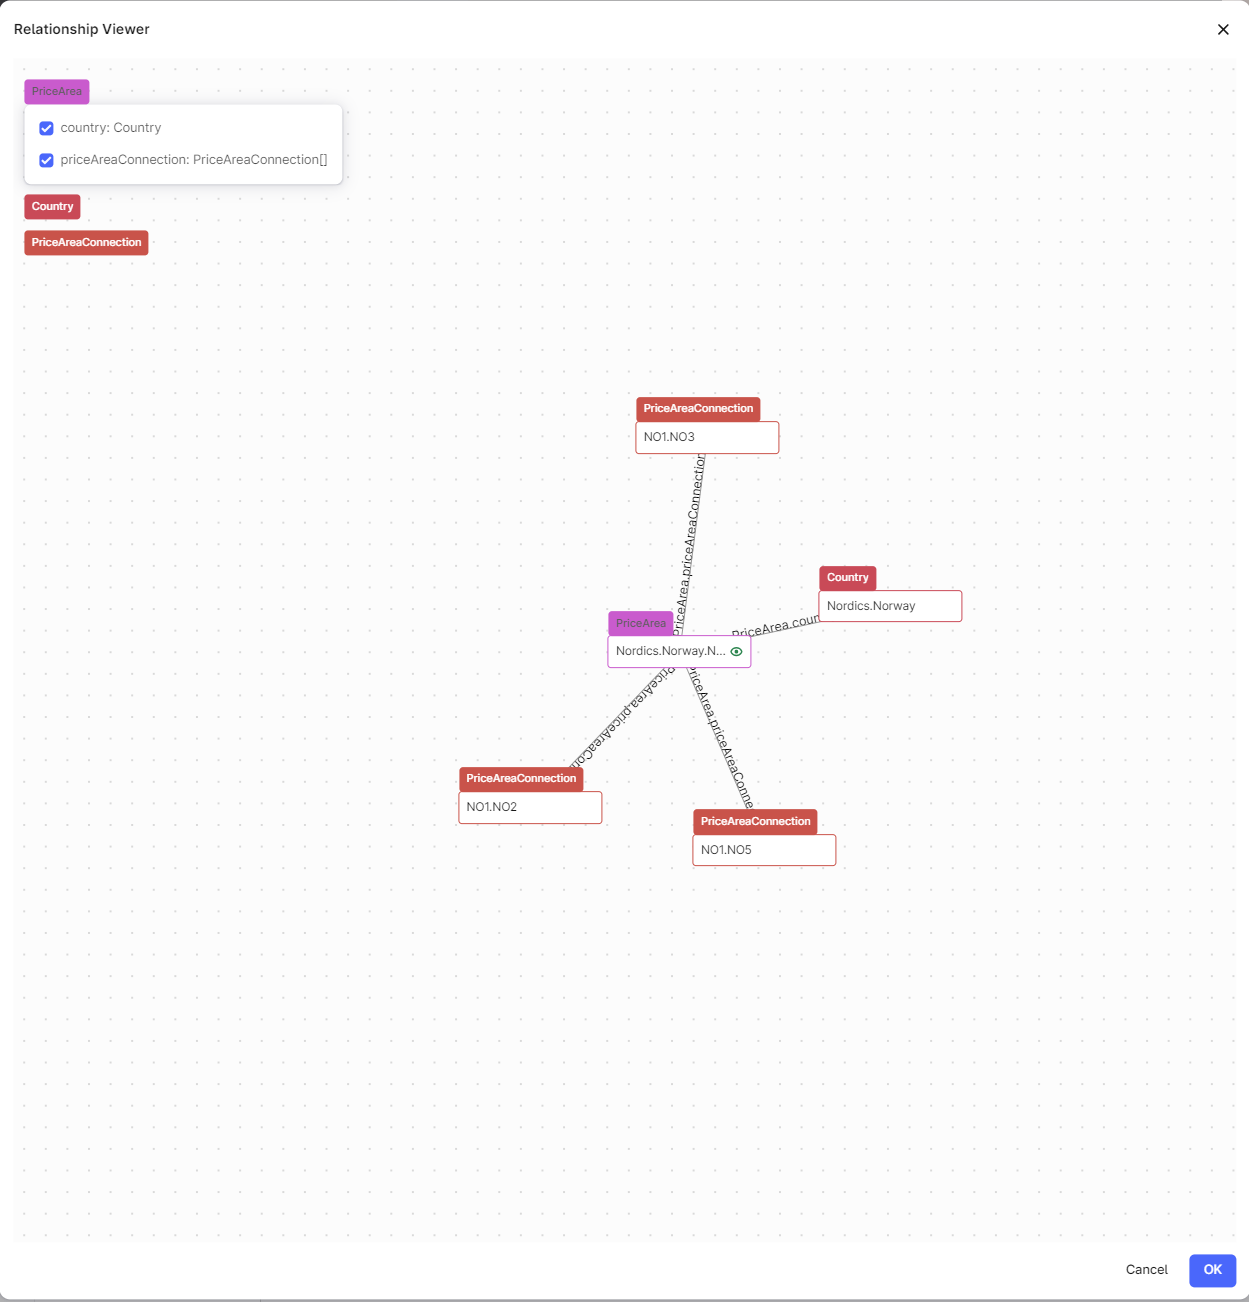 Relationship Viewer
PriceArea
country: Country
priceAreaConnection: PriceAreaConnection[]
Country
PriceAreaConnection
PriceAreaConnection
NO1.NO3
PriceArea.priceAreaConnection
Country
Nordics.Norway
PriceArea.coun
PriceArea
Nordics.Norway.N...
PriceArea.priceAreaCon
PriceArea.priceAreaConne
PriceAreaConnection
NO1.NO2
PriceAreaConnection
NO1.NO5
Cancel
OK